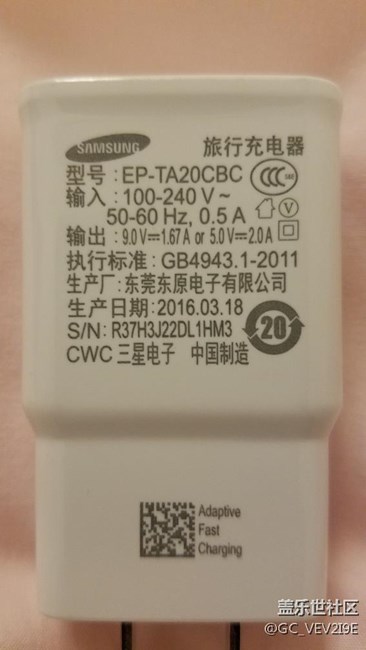 SAMSUNG 旅行充电器
型号:EP-TA20CBC
输入:100-240 V~
50-60 Hz, 0.5 A
输出:9.0 V⎓1.67 A or 5.0 V⎓2.0 A
执行标准:GB4943.1-2011
生产厂:东莞东原电子有限公司
生产日期:2016.03.18
S/N: R37H3J22DL1HM3
20
CWC 三星电子 中国制造
Adaptive
Fast
Charging
盖乐世社区
@GC_VEV2I9E